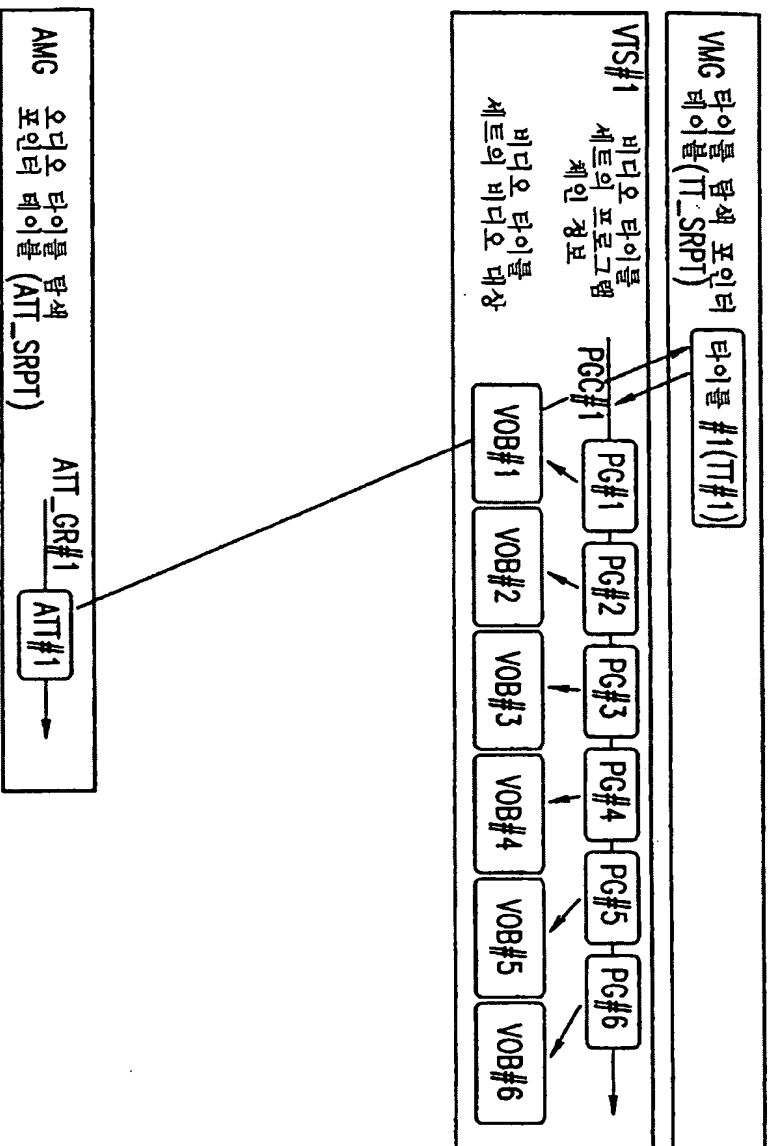 VMG 타이틀 탐색 포인터
테이블(TT_SRPT)
타이틀 #1(TT#1)
VTS#1
비디오 타이틀
세트의 프로그램
체인 정보
PGC#1
PG#1
PG#2
PG#3
PG#4
PG#5
PG#6
비디오 타이틀
세트의 비디오 대상
VOB#1
VOB#2
VOB#3
VOB#4
VOB#5
VOB#6
AMG 오디오 타이틀 탐색
포인터 테이블 (ATT_SRPT)
ATT_GR#1
ATT#1